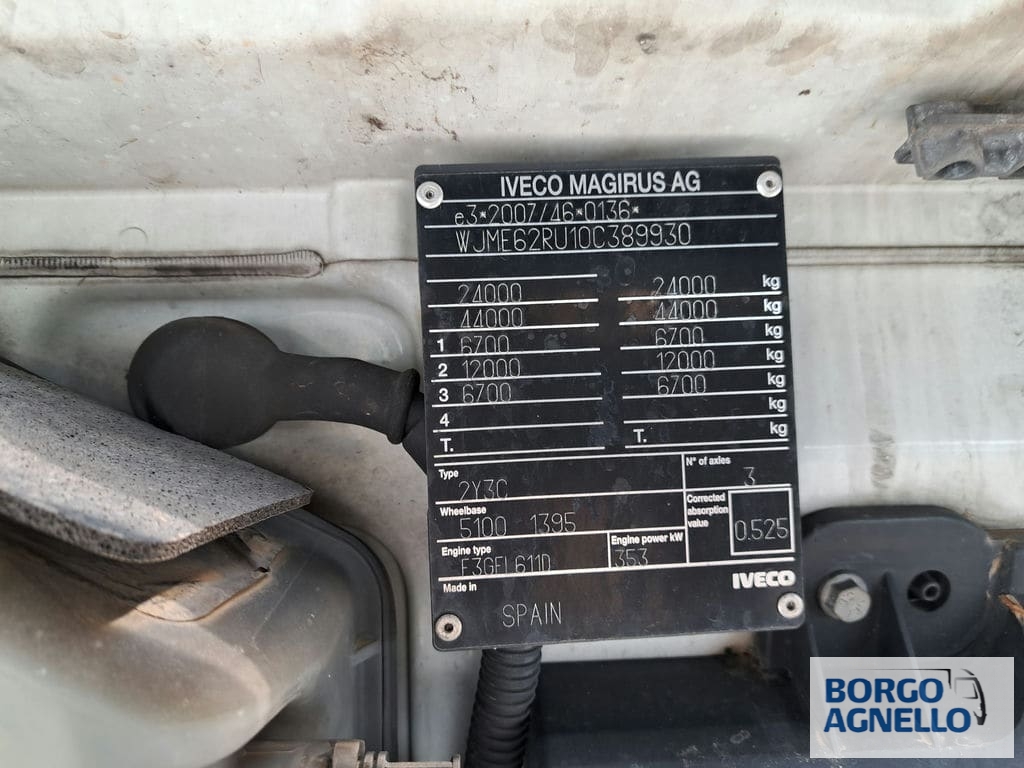 IVECO MAGIRUS AG
e3*2007/46*0136*
WJME62RU10C389930
24000 24000 kg
44000 44000 kg
1 6700 6700 kg
2 12000 12000 kg
3 6700 6700 kg
4 kg
T. T. kg
Type
2Y3C
N° of axles
3
Wheelbase
5100 1395
Corrected
absorption
value
0.525
Engine type
F3GFL611D
Engine power kW
353
Made in
SPAIN
IVECO
BORGO
AGNELLO